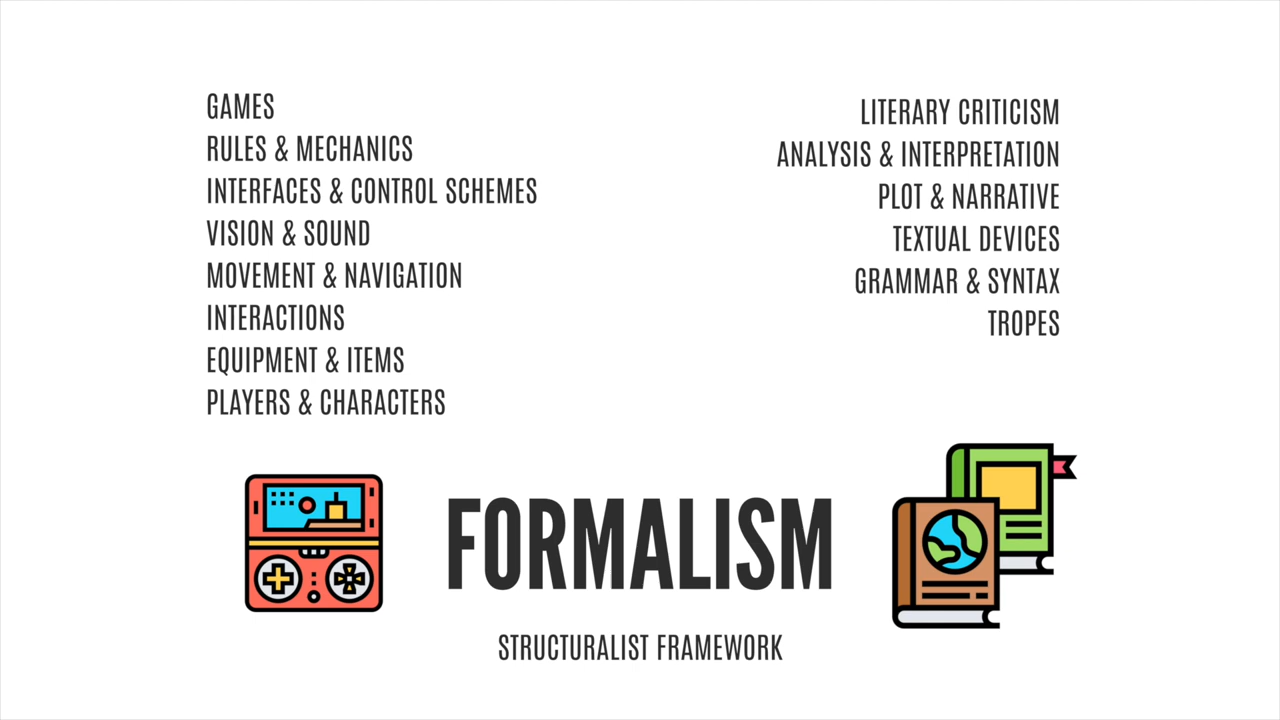 GAMES
RULES & MECHANICS
INTERFACES & CONTROL SCHEMES
VISION & SOUND
MOVEMENT & NAVIGATION
INTERACTIONS
EQUIPMENT & ITEMS
PLAYERS & CHARACTERS
LITERARY CRITICISM
ANALYSIS & INTERPRETATION
PLOT & NARRATIVE
TEXTUAL DEVICES
GRAMMAR & SYNTAX
TROPES
FORMALISM
STRUCTURALIST FRAMEWORK